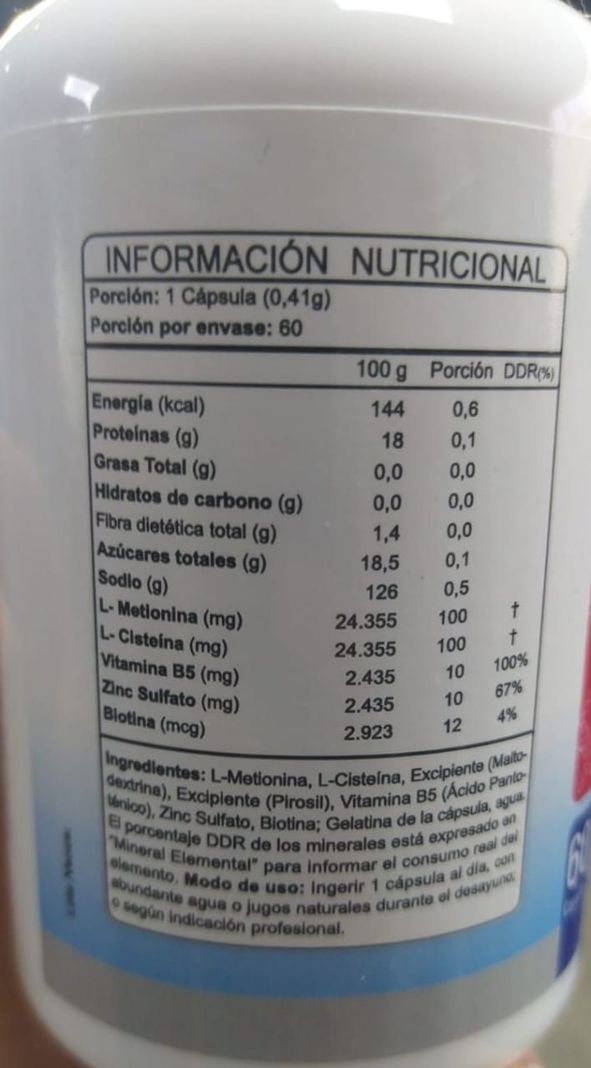 INFORMACIÓN NUTRICIONAL
Porción: 1 Cápsula (0,41g)
Porción por envase: 60
100 g Porción DDR(%)
Energía (kcal) 144 0,6
Proteínas (g) 18 0,1
Grasa Total (g) 0,0 0,0
Hidratos de carbono (g) 0,0 0,0
Fibra dietética total (g) 1,4 0,0
Azúcares totales (g) 18,5 0,1
Sodio (g) 126 0,5
L- Metionina (mg) 24.355 100 †
L- Cisteína (mg) 24.355 100 †
Vitamina B5 (mg) 2.435 10 100%
Zinc Sulfato (mg) 2.435 10 67%
Biotina (mcg) 2.923 12 4%
Ingredientes: L-Metionina, L-Cisteína, Excipiente (Malto-
dextrina), Excipiente (Pirosil), Vitamina B5 (Ácido Panto-
ténico), Zinc Sulfato, Biotina; Gelatina de la cápsula, agua.
El porcentaje DDR de los minerales está expresado en
"Mineral Elemental" para informar el consumo real del
elemento. Modo de uso: Ingerir 1 cápsula al día, con
abundante agua o jugos naturales durante el desayuno,
o según indicación profesional.